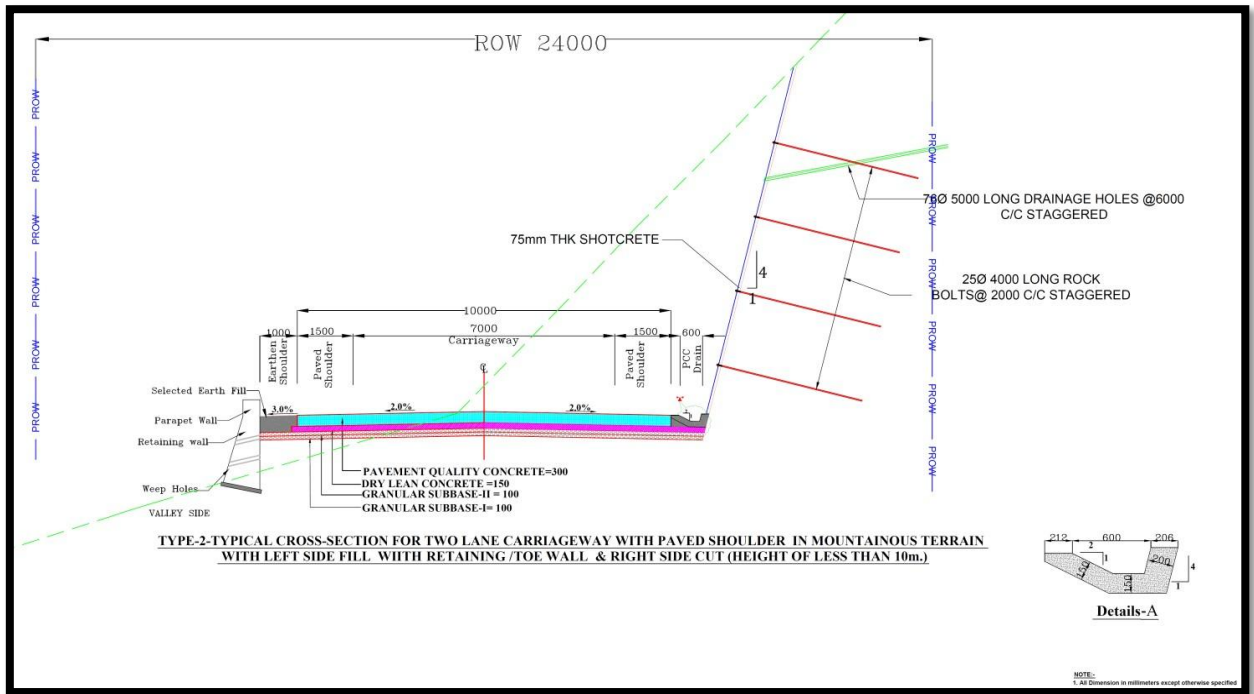 ROW 24000
PROW
PROW
PROW
PROW
PROW
PROW
PROW
PROW
PROW
PROW
76Ø 5000 LONG DRAINAGE HOLES @6000
C/C STAGGERED
75mm THK SHOTCRETE
4
1
25Ø 4000 LONG ROCK
BOLTS@ 2000 C/C STAGGERED
10000
1000
1500
7000
1500
600
Carriageway
Earthen
Shoulder
Paved
Shoulder
Paved
Shoulder
PCC
Drain
Selected Earth Fill
3.0%
2.0%
2.0%
Parapet Wall
Retaining wall
Weep Holes
VALLEY SIDE
PAVEMENT QUALITY CONCRETE=300
DRY LEAN CONCRETE =150
GRANULAR SUBBASE-II = 100
GRANULAR SUBBASE-I= 100
TYPE-2-TYPICAL CROSS-SECTION FOR TWO LANE CARRIAGEWAY WITH PAVED SHOULDER IN MOUNTAINOUS TERRAIN
WITH LEFT SIDE FILL WIITH RETAINING /TOE WALL & RIGHT SIDE CUT (HEIGHT OF LESS THAN 10m.)
212
600
206
2
1
150
150
200
4
1
Details-A
NOTE:-
1. All Dimension in millimeters except otherwise specified